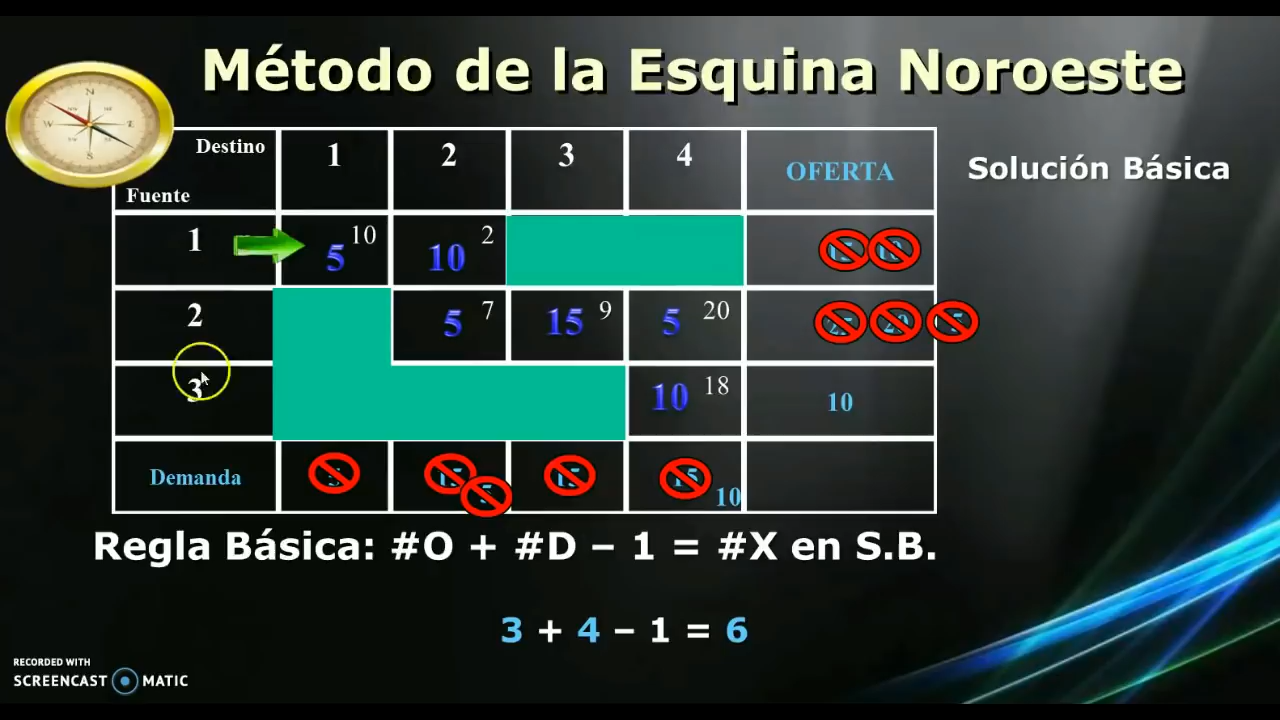 Método de la Esquina Noroeste
N
W
S
Destino
Fuente
1 2 3 4 OFERTA
Solución Básica
1 5 10 10 2
2 5 7 15 9 5 20
3 10 18 10
Demanda 10
Regla Básica: #O + #D – 1 = #X en S.B.
3 + 4 – 1 = 6
RECORDED WITH
SCREENCAST MATIC